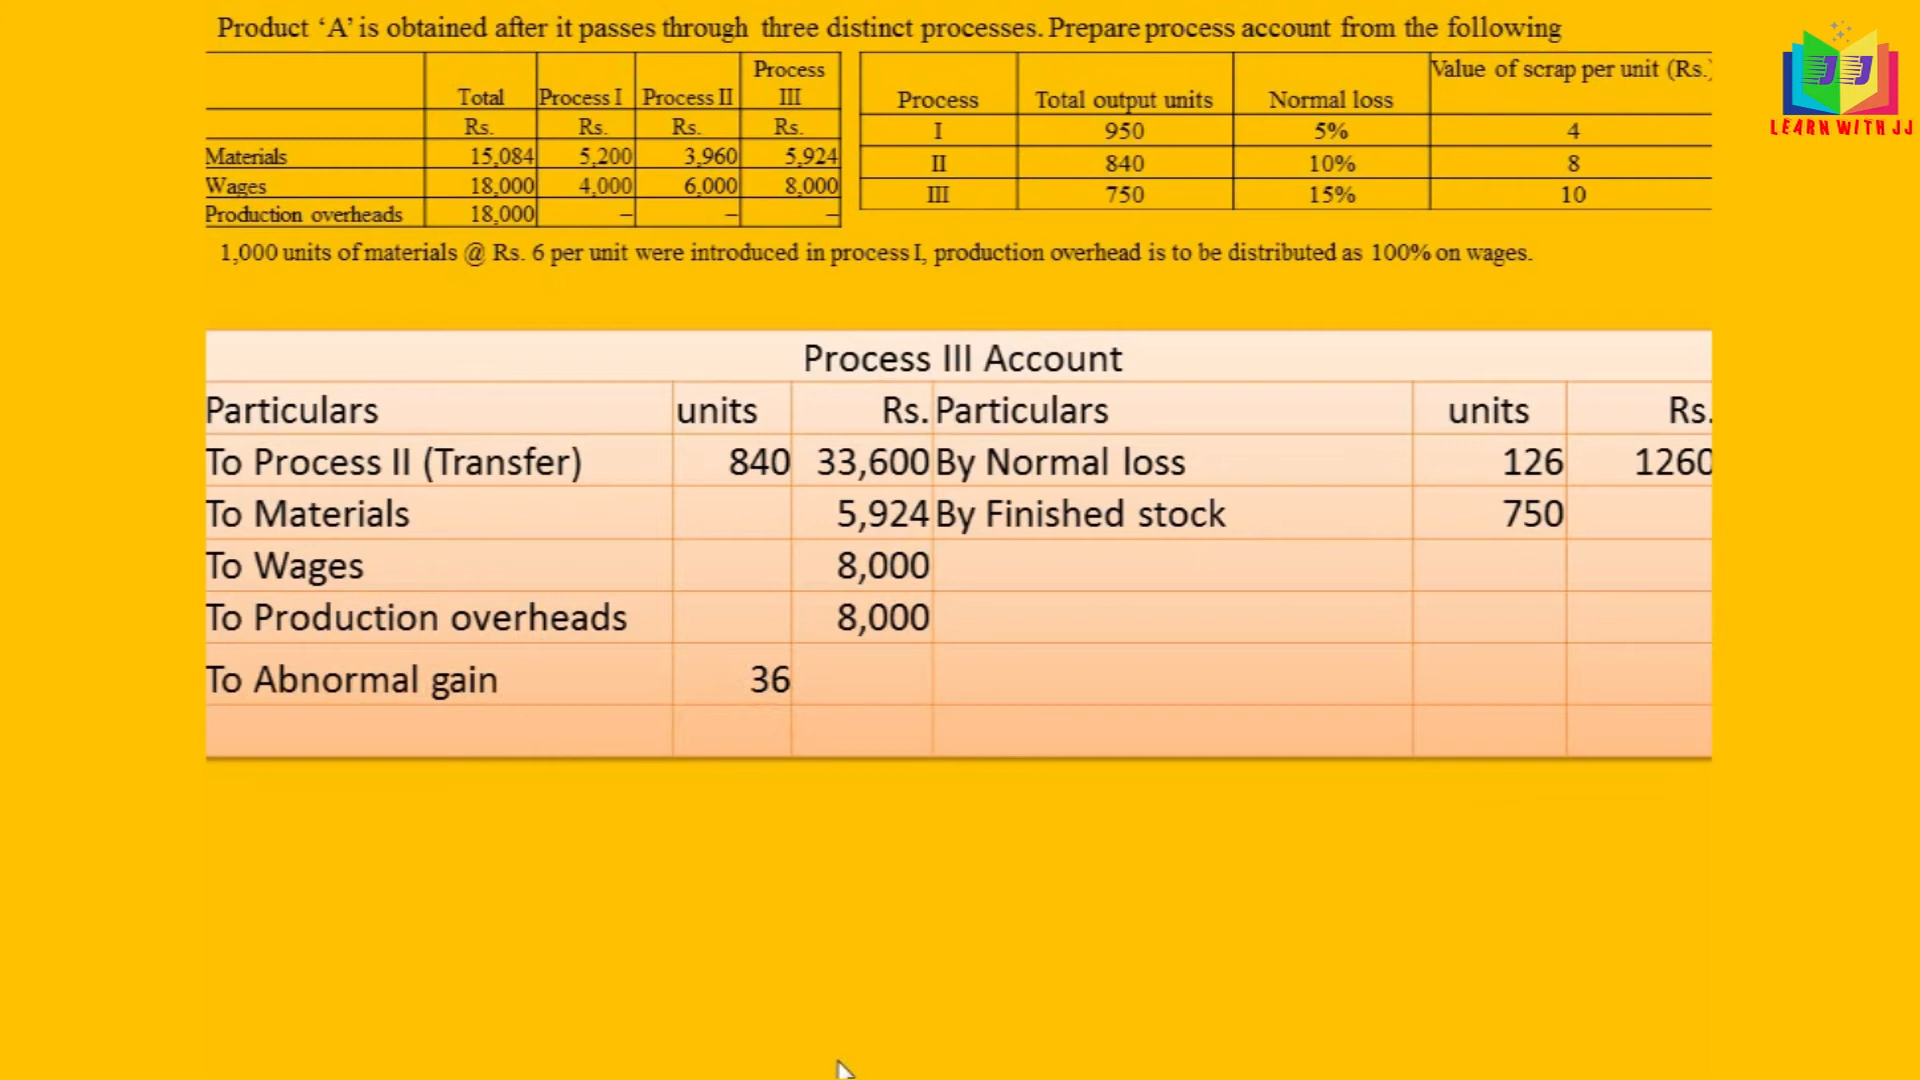 Product ‘A’ is obtained after it passes through three distinct processes. Prepare process account from the following
Total Process I Process II Process III
Rs. Rs. Rs. Rs.
Materials 15,084 5,200 3,960 5,924
Wages 18,000 4,000 6,000 8,000
Production overheads 18,000 – – –
Process Total output units Normal loss Value of scrap per unit (Rs.)
I 950 5% 4
II 840 10% 8
III 750 15% 10
LEARN WITH JJ
1,000 units of materials @ Rs. 6 per unit were introduced in process I, production overhead is to be distributed as 100% on wages.
Process III Account
Particulars units Rs. Particulars units Rs.
To Process II (Transfer) 840 33,600 By Normal loss 126 1260
To Materials 5,924 By Finished stock 750
To Wages 8,000
To Production overheads 8,000
To Abnormal gain 36